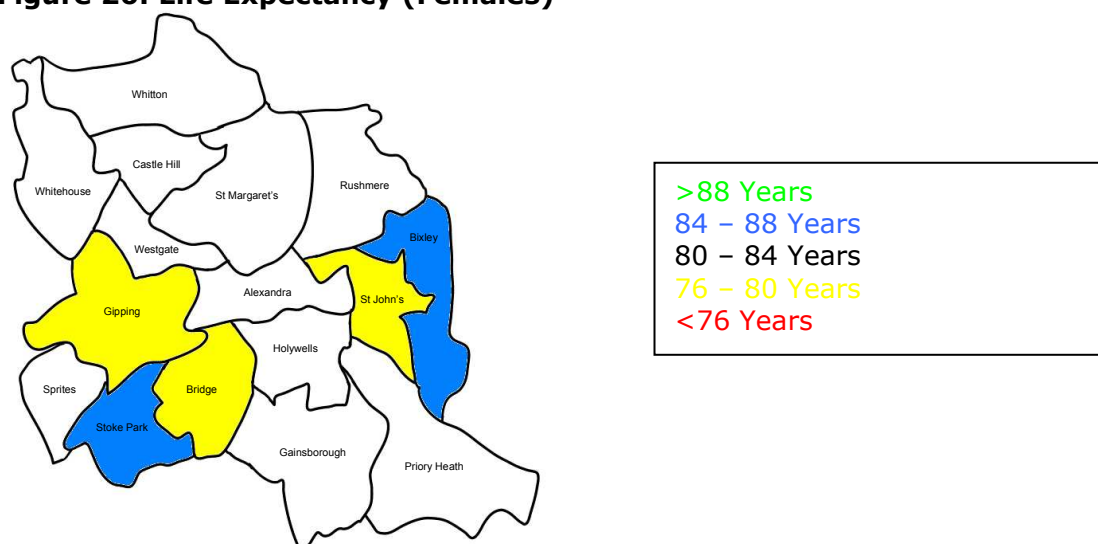 Figure 20: Life Expectancy (Females)
Whitton
Castle Hill
Whitehouse
St Margaret's
Rushmere
Westgate
Bixley
Alexandra
St John's
Gipping
Holywells
Sprites
Bridge
Stoke Park
Gainsborough
Priory Heath
>88 Years
84 – 88 Years
80 – 84 Years
76 – 80 Years
<76 Years